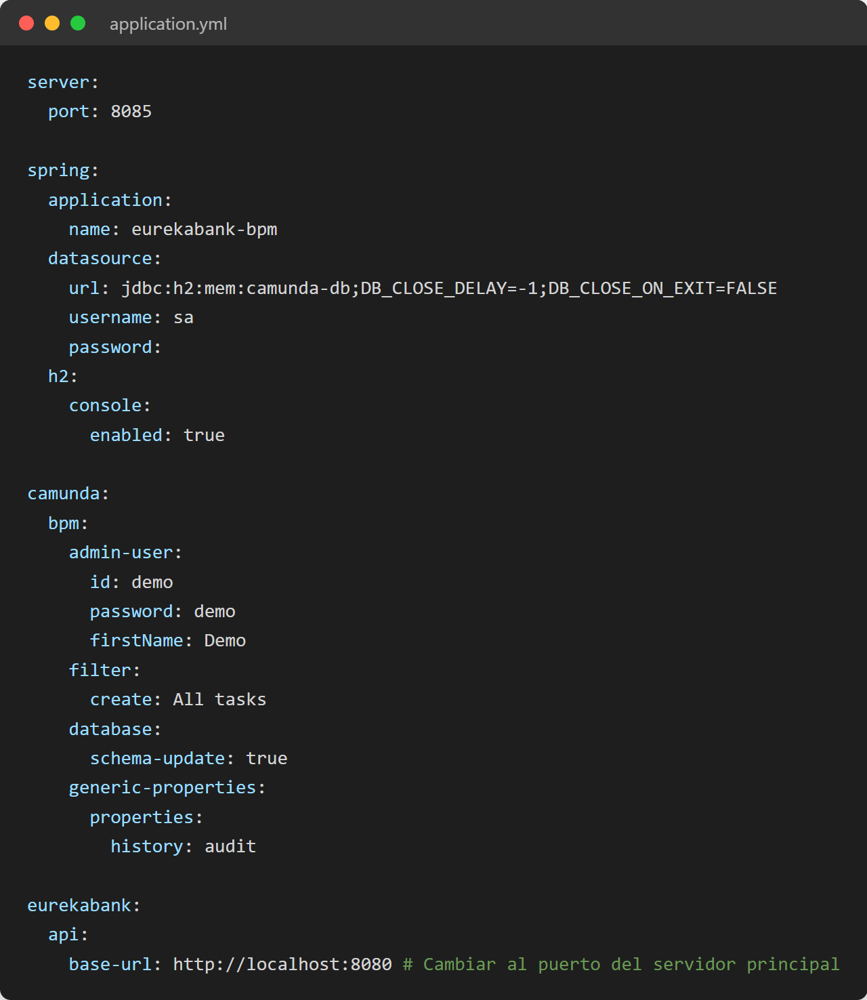 application.yml
server:
  port: 8085
spring:
  application:
    name: eurekabank-bpm
  datasource:
    url: jdbc:h2:mem:camunda-db;DB_CLOSE_DELAY=-1;DB_CLOSE_ON_EXIT=FALSE
    username: sa
    password:
  h2:
    console:
      enabled: true
camunda:
  bpm:
    admin-user:
      id: demo
      password: demo
      firstName: Demo
    filter:
      create: All tasks
    database:
      schema-update: true
    generic-properties:
      properties:
        history: audit
eurekabank:
  api:
    base-url: http://localhost:8080 # Cambiar al puerto del servidor principal